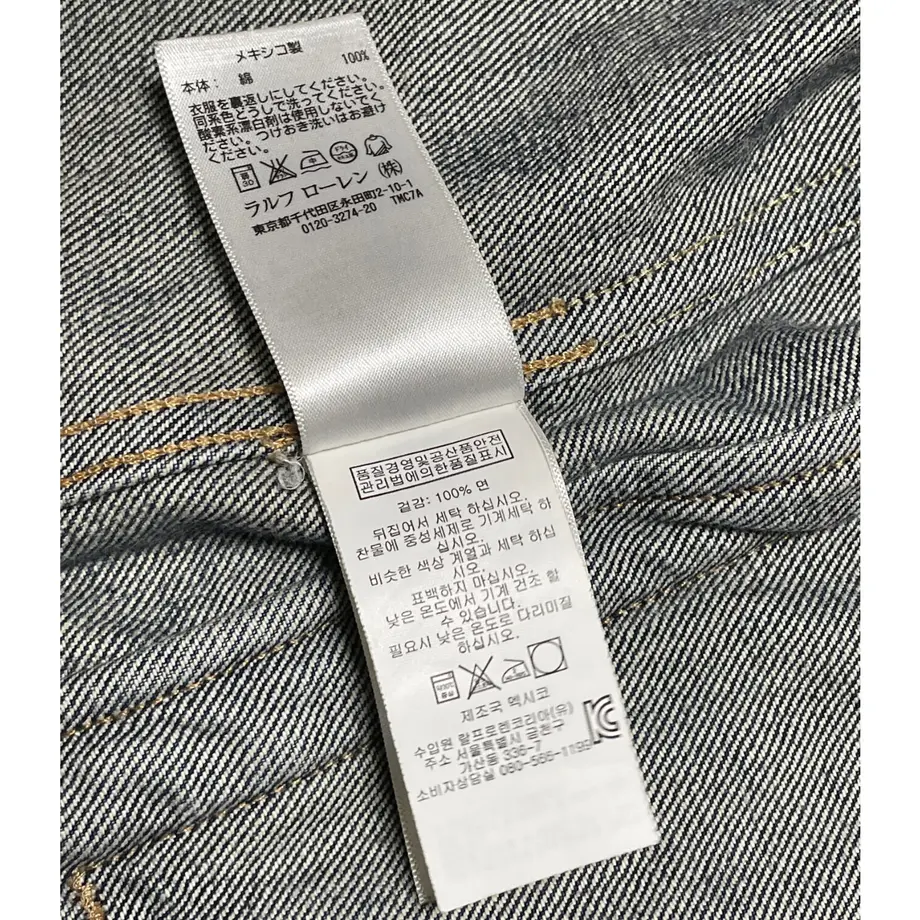 メキシコ製
本体: 綿 100%
衣服を裏返しにしてください。
同系色どうしで洗ってください。
酸素系漂白剤は使用しないでく
ださい。つけおき洗いはお避け
ください。
ラルフ ローレン (株)
東京都千代田区永田町2-10-1
0120-3274-20 TMC7A
품질경영및공산품안전
관리법에의한품질표시
겉감: 100% 면
뒤집어서 세탁 하십시오.
찬물에 중성세제로 기계세탁 하
십시오.
비슷한 색상 계열과 세탁 하십
시오.
표백하지 마십시오.
낮은 온도에서 기계 건조 할
수 있습니다.
필요시 낮은 온도로 다리미질
하십시오.
제조국 멕시코
수입원 랄프로렌코리아(유)
주소 서울특별시 금천구
가산동 336-7
소비자상담실 080-566-1195